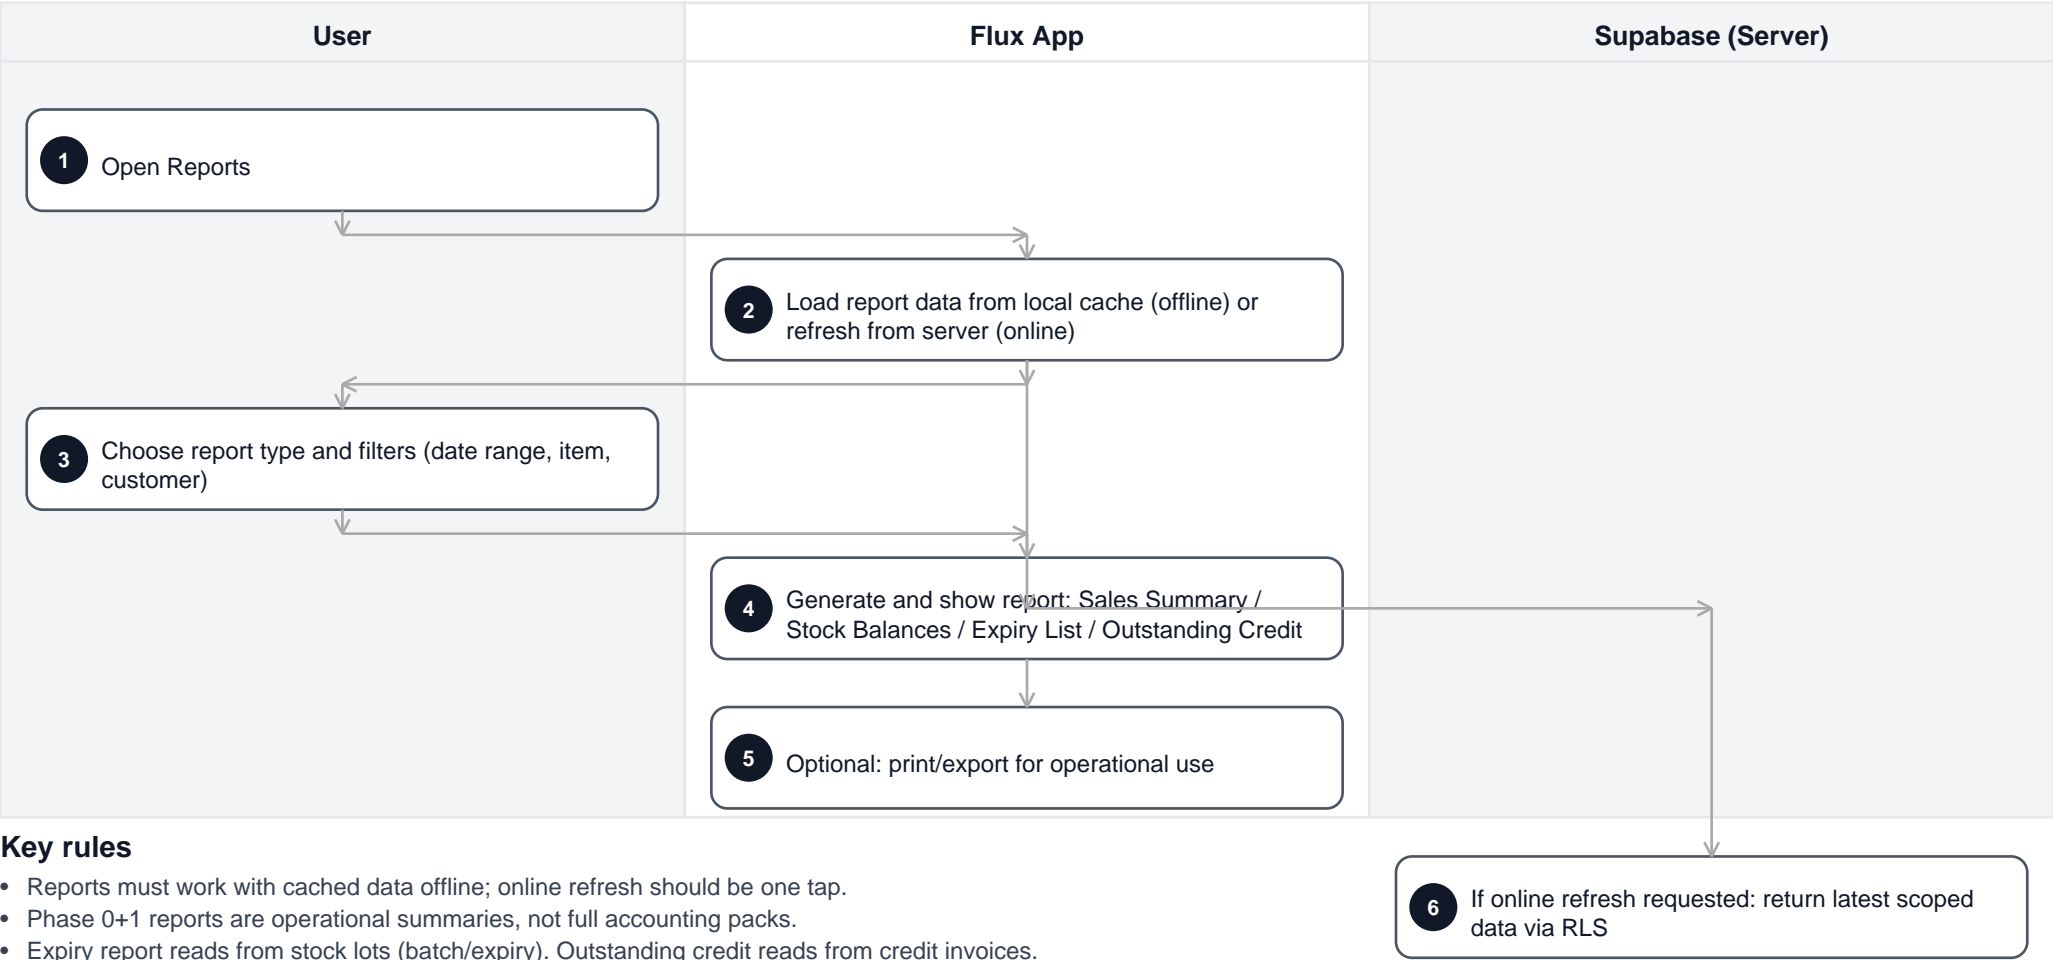 User
Flux App
Supabase (Server)
1
Open Reports
2
Load report data from local cache (offline) or
refresh from server (online)
3
Choose report type and filters (date range, item,
customer)
4
Generate and show report: Sales Summary /
Stock Balances / Expiry List / Outstanding Credit
5
Optional: print/export for operational use
Key rules
• Reports must work with cached data offline; online refresh should be one tap.
• Phase 0+1 reports are operational summaries, not full accounting packs.
• Expiry report reads from stock lots (batch/expiry). Outstanding credit reads from credit invoices.
6
If online refresh requested: return latest scoped
data via RLS